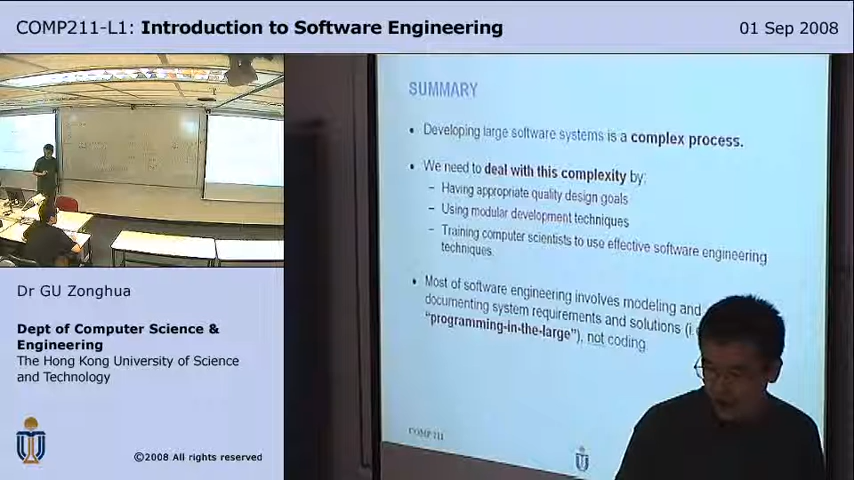 COMP211-L1: Introduction to Software Engineering
01 Sep 2008
SUMMARY
• Developing large software systems is a complex process.
• We need to deal with this complexity by:
– Having appropriate quality design goals
– Using modular development techniques
– Training computer scientists to use effective software engineering
techniques.
• Most of software engineering involves modeling and
documenting system requirements and solutions (i.e
"programming-in-the-large"), not coding.
COMP 211
Dr GU Zonghua
Dept of Computer Science &
Engineering
The Hong Kong University of Science
and Technology
©2008 All rights reserved